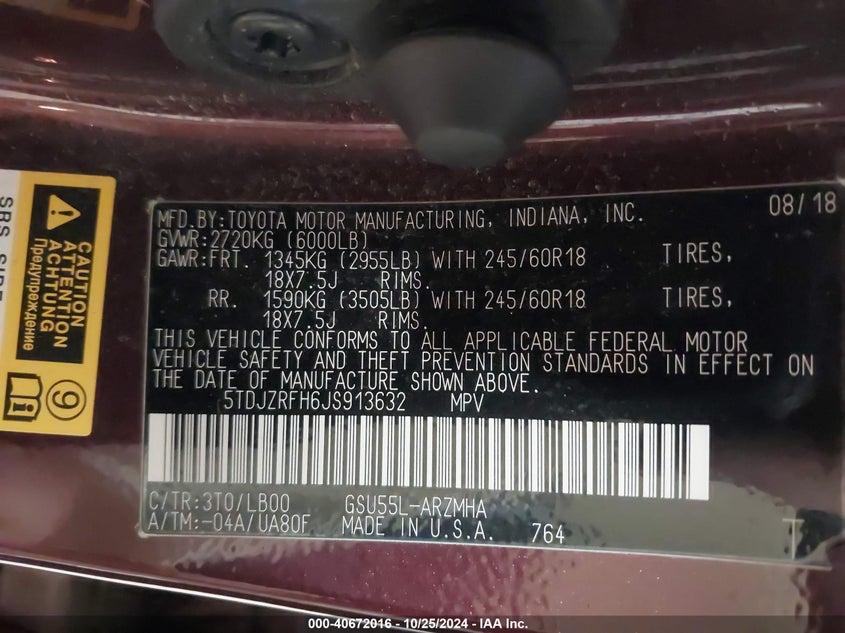 MFD.BY:TOYOTA MOTOR MANUFACTURING, INDIANA, INC. 08/18
GVWR:2720KG (6000LB)
GAWR:FRT. 1345KG (2955LB) WITH 245/60R18 TIRES,
18X7.5J RIMS.
RR. 1590KG (3505LB) WITH 245/60R18 TIRES,
18X7.5J RIMS.
THIS VEHICLE CONFORMS TO ALL APPLICABLE FEDERAL MOTOR
VEHICLE SAFETY AND THEFT PREVENTION STANDARDS IN EFFECT ON
THE DATE OF MANUFACTURE SHOWN ABOVE.
5TDJZRFH6JS913632 MPV
C/TR:3T0/LB00 GSU55L-ARZMHA
A/TM:-04A/UA80F MADE IN U.S.A. 764
T
CAUTION
ATTENTION
ACHTUNG
Предупреждение
9
SRS
000-40672016 - 10/25/2024 - IAA Inc.